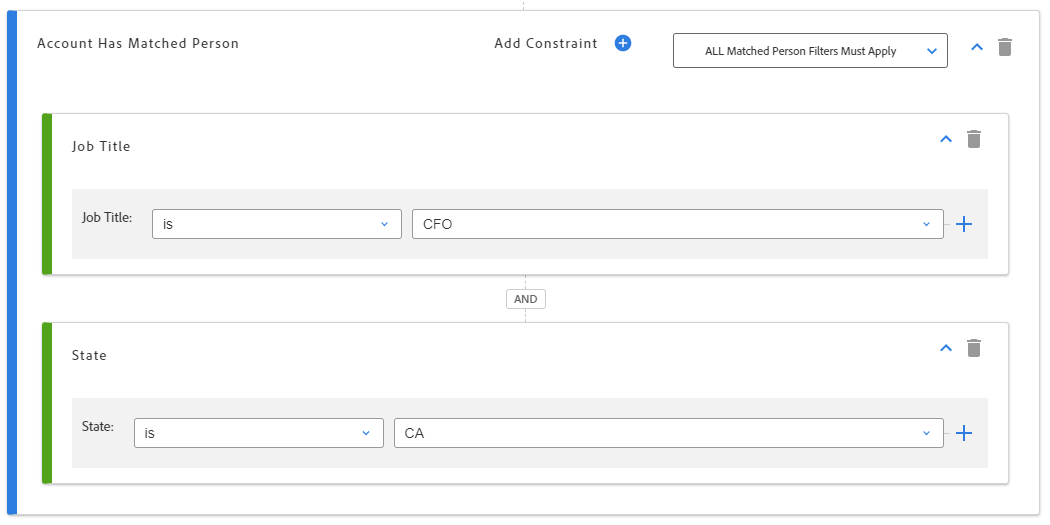 Account Has Matched Person Add Constraint ALL Matched Person Filters Must Apply
Job Title
Job Title: is CFO
AND
State
State: is CA